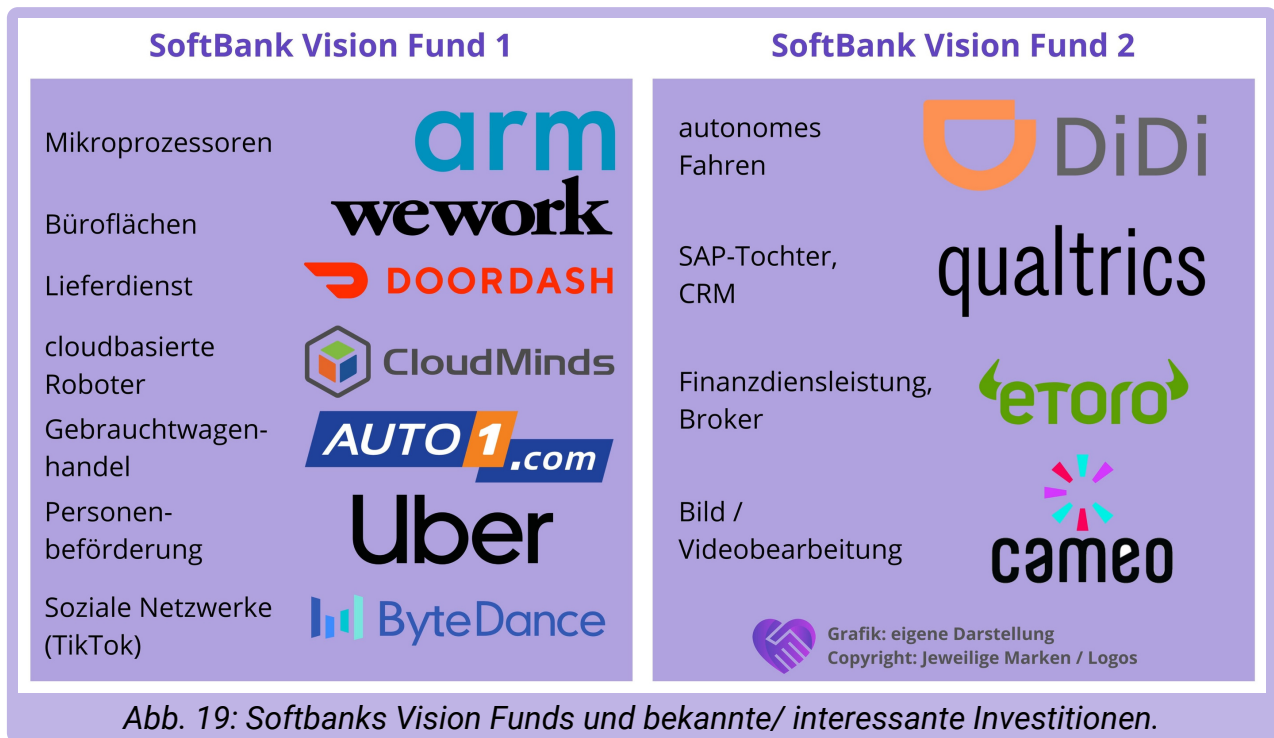 SoftBank Vision Fund 1
Mikroprozessoren
arm
Büroflächen
wework
Lieferdienst
DOORDASH
cloudbasierte
Roboter
CloudMinds
Gebrauchtwagen-
handel
AUTO1.com
Personen-
beförderung
Uber
Soziale Netzwerke
(TikTok)
ByteDance
SoftBank Vision Fund 2
autonomes
Fahren
DiDi
SAP-Tochter,
CRM
qualtrics
Finanzdiensleistung,
Broker
eToro
Bild /
Videobearbeitung
cameo
Grafik: eigene Darstellung
Copyright: Jeweilige Marken / Logos
Abb. 19: Softbanks Vision Funds und bekannte/ interessante Investitionen.